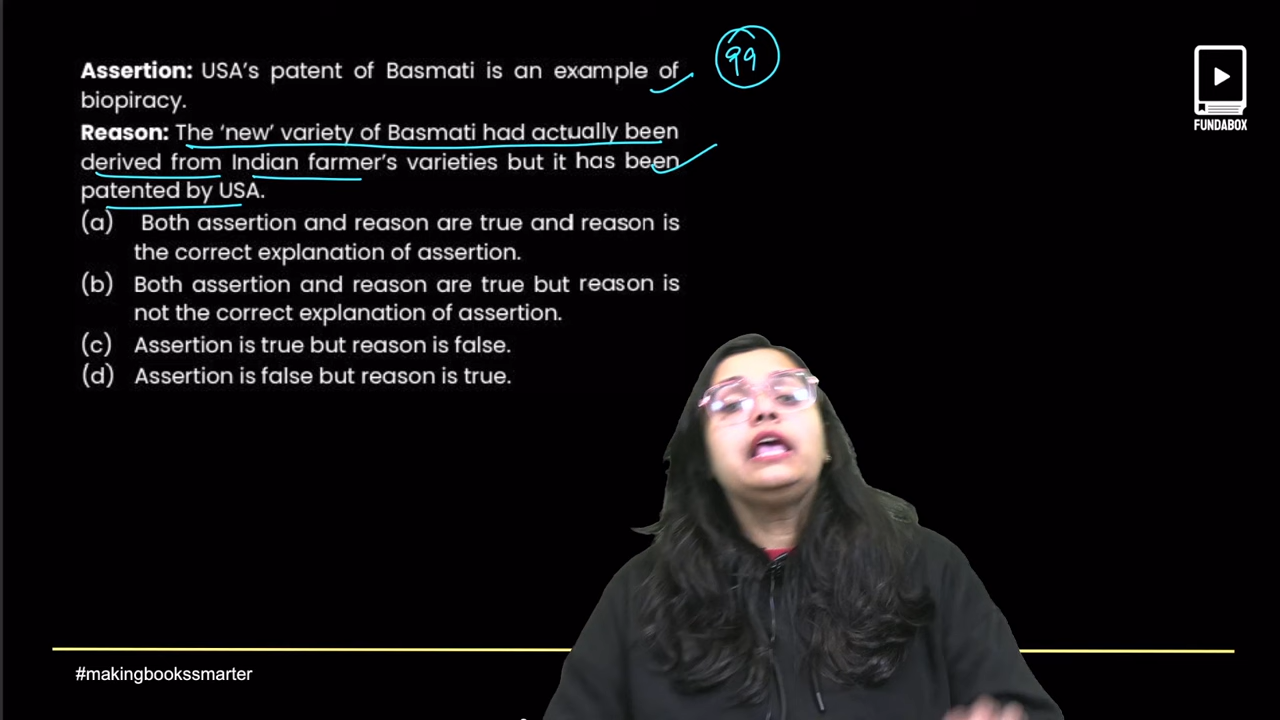 Assertion: USA's patent of Basmati is an example of
biopiracy.
Reason: The 'new' variety of Basmati had actually been
derived from Indian farmer's varieties but it has been
patented by USA.
(a) Both assertion and reason are true and reason is
the correct explanation of assertion.
(b) Both assertion and reason are true but reason is
not the correct explanation of assertion.
(c) Assertion is true but reason is false.
(d) Assertion is false but reason is true.
99
FUNDABOX
#makingbookssmarter